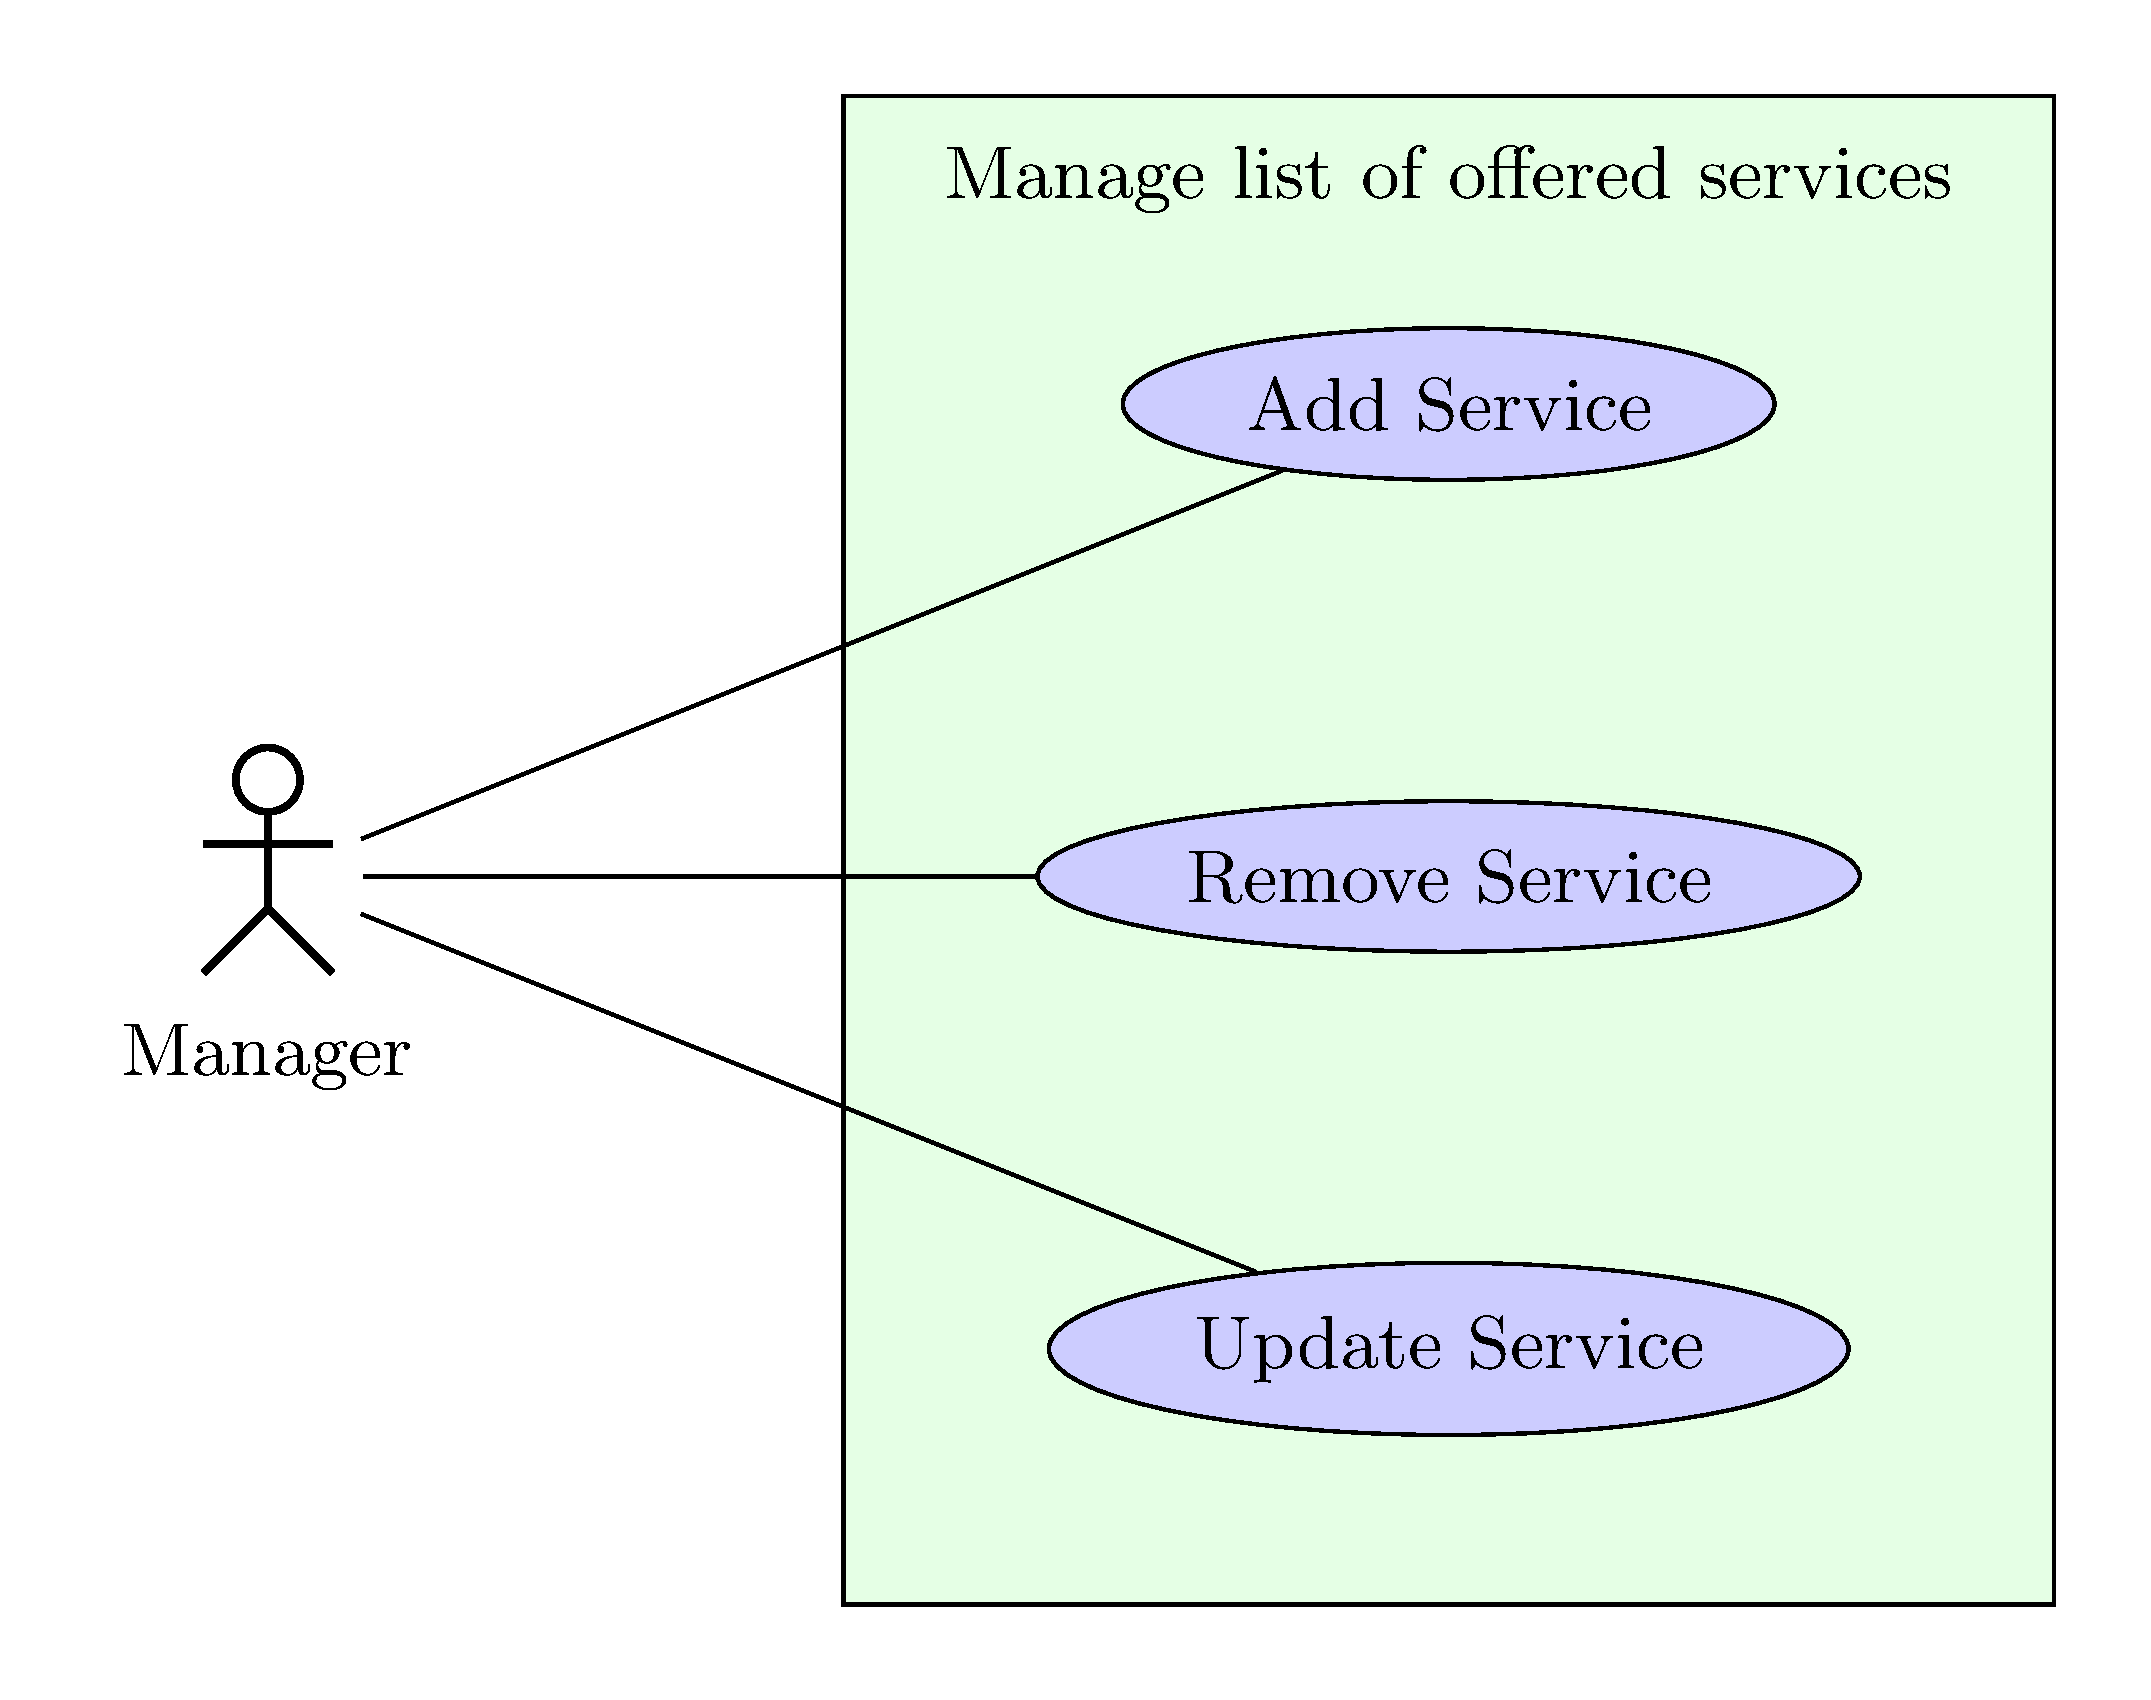 Manage list of offered services
Add Service
Remove Service
Manager
Update Service